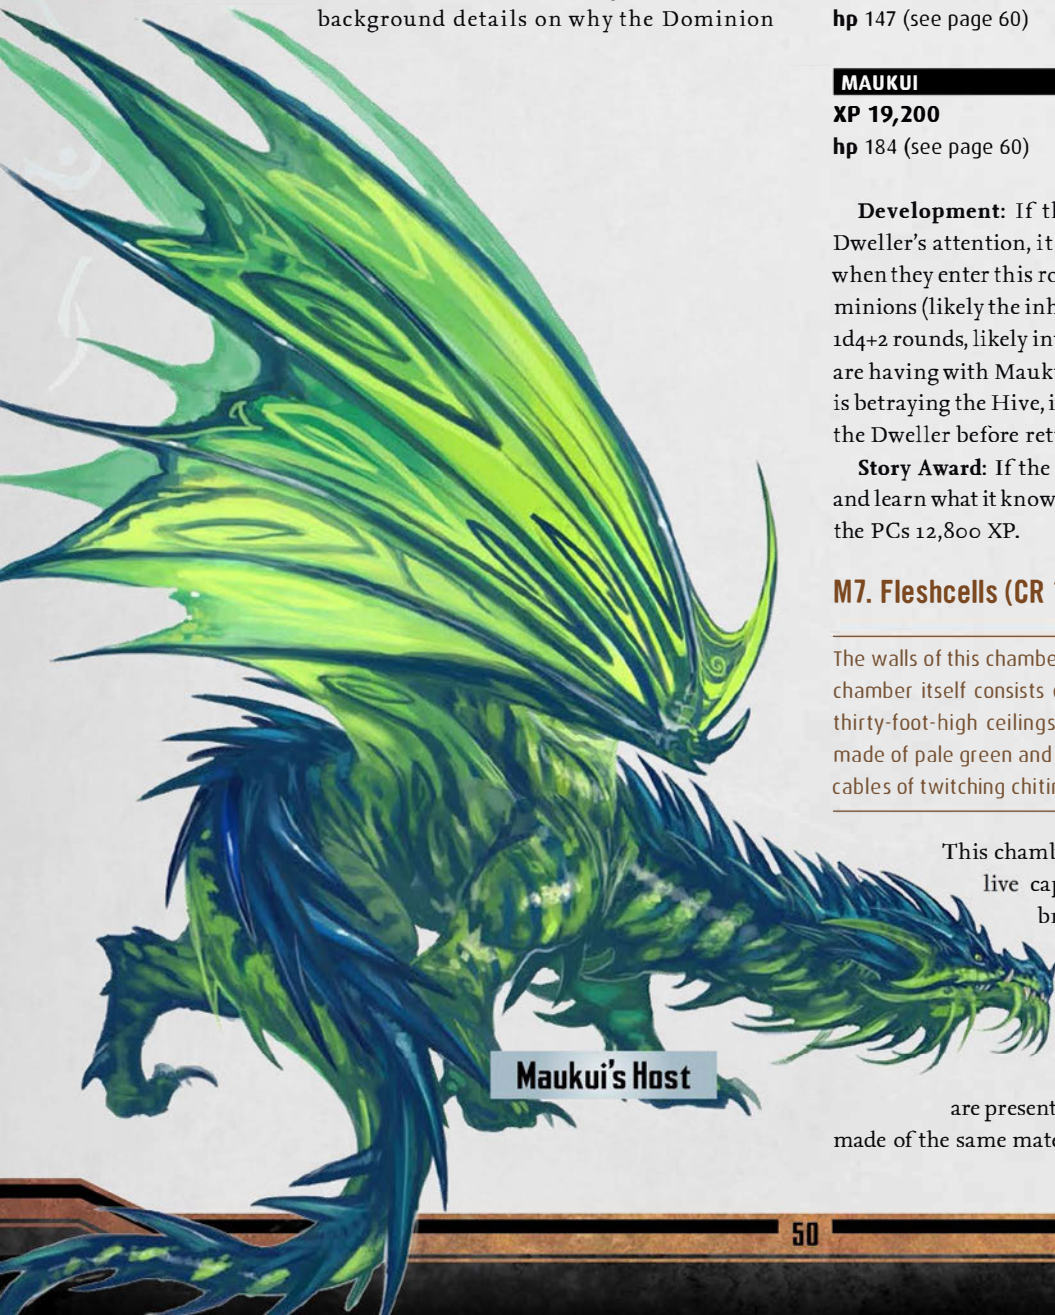 background details on why the Dominion
hp 147 (see page 60)
MAUKUI
XP 19,200
hp 184 (see page 60)
Development: If th
Dweller's attention, it
when they enter this ro
minions (likely the inh
1d4+2 rounds, likely in
are having with Mauk
is betraying the Hive, i
the Dweller before ret
Story Award: If the
and learn what it know
the PCs 12,800 XP.
M7. Fleshcells (CR 1
The walls of this chambe
chamber itself consists
thirty-foot-high ceilings
made of pale green and
cables of twitching chitin
This chamb
live cap
br
Maukui's Host
are present
made of the same mate
50